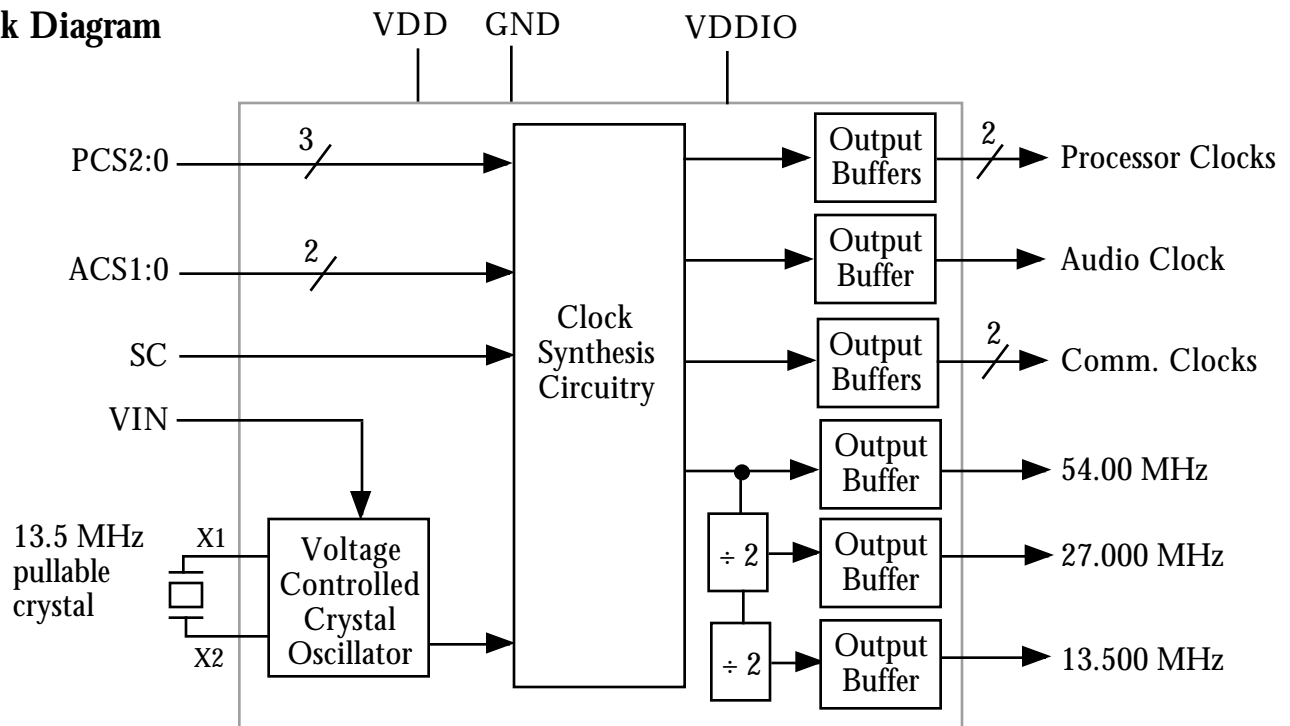 k Diagram
VDD GND VDDIO
PCS2:0
3
Output
Buffers
2
Processor Clocks
ACS1:0
2
Output
Buffer
Audio Clock
SC
Clock
Synthesis
Circuitry
Output
Buffers
2
Comm. Clocks
VIN
Output
Buffer
54.00 MHz
13.5 MHz
pullable
crystal
X1
X2
Voltage
Controlled
Crystal
Oscillator
÷ 2
Output
Buffer
27.000 MHz
÷ 2
Output
Buffer
13.500 MHz